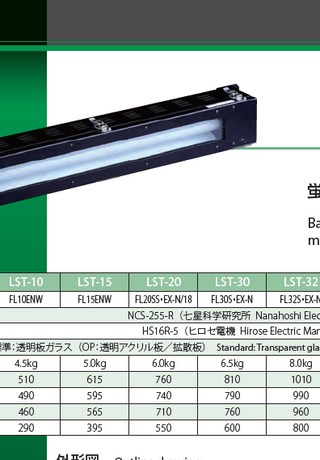 蛍
Ba
m
LST-10 LST-15 LST-20 LST-30 LST-32
FL10ENW FL15ENW FL20SS・EX-N/18 FL30S・EX-N FL32S・EX-N
NCS-255-R（七星科学研究所 Nanahoshi Elec
HS16R-5（ヒロセ電機 Hirose Electric Man
準：透明板ガラス（OP：透明アクリル板／拡散板） Standard: Transparent gla
4.5kg 5.0kg 6.0kg 6.5kg 8.0kg
510 615 760 810 1010
490 595 740 790 990
460 565 710 760 960
290 395 550 600 800
外形図 Outline drawing